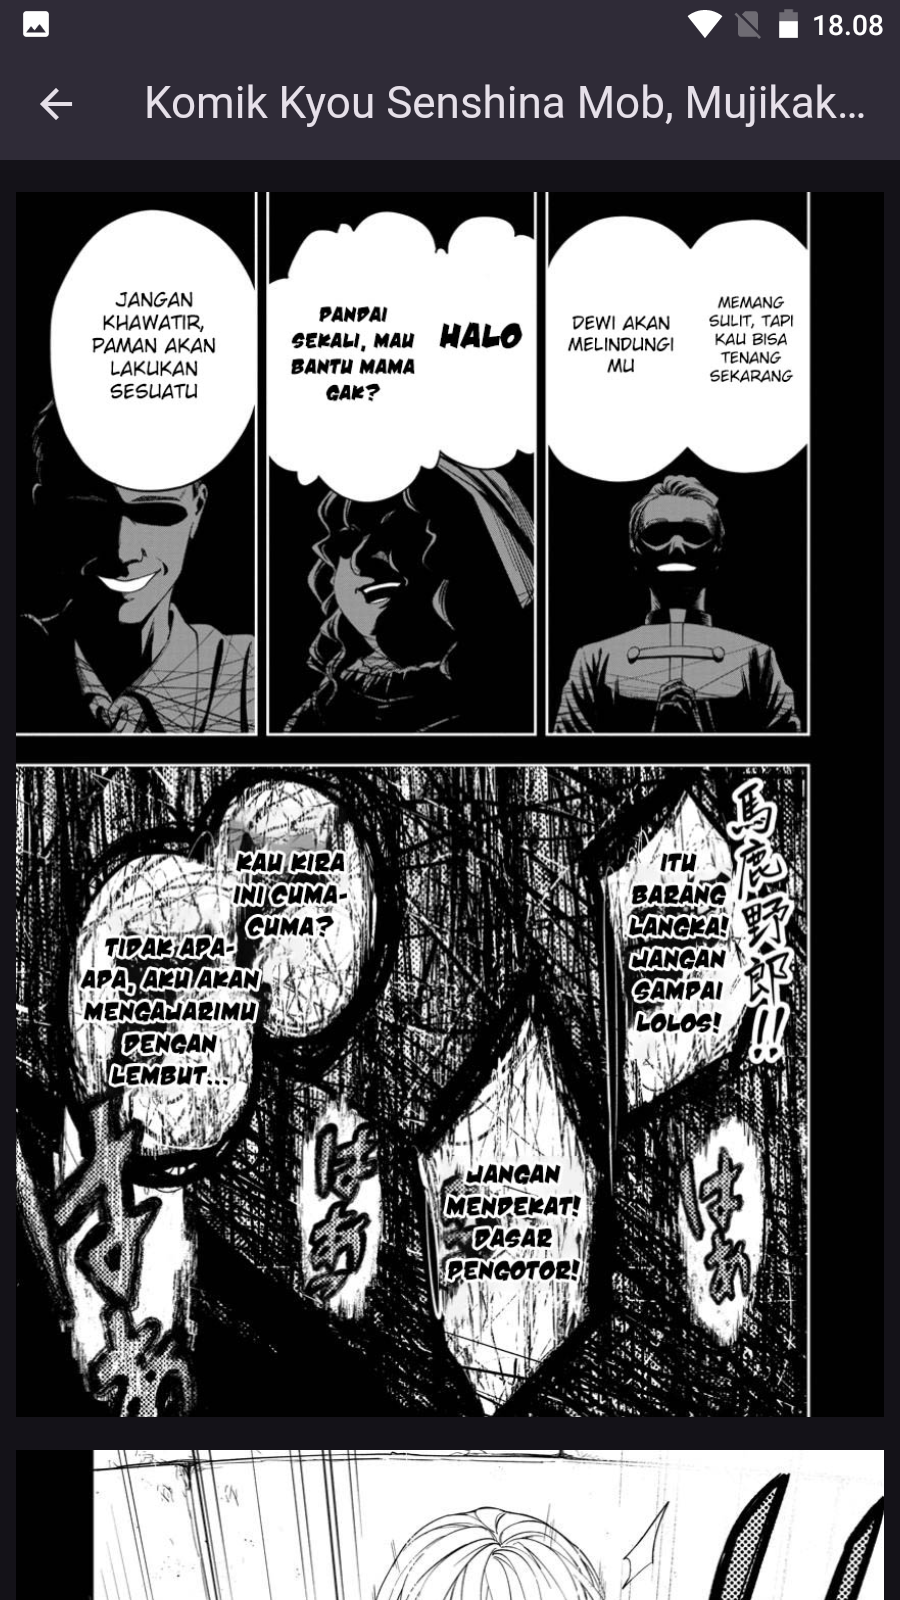 18.08
Komik Kyou Senshina Mob, Mujikak...
MEMANG
SULIT, TAPI
KAU BISA
TENANG
SEKARANG
DEWI AKAN
MELINDUNGI
MU
HALO
PANDAI
SEKALI, MAU
BANTU MAMA
GAK?
JANGAN
KHAWATIR,
PAMAN AKAN
LAKUKAN
SESUATU
馬鹿野郎!!
ITU
BARANG
LANGKA!
JANGAN
SAMPAI
LOLOS!
はぁ
JANGAN
MENDEKAT!
DASAR
PENGOTOR!
KAU KIRA
INI CUMA-
CUMA?
TIDAK APA-
APA, AKU AKAN
MENGAJARIMU
DENGAN
LEMBUT...
はあ
はあ